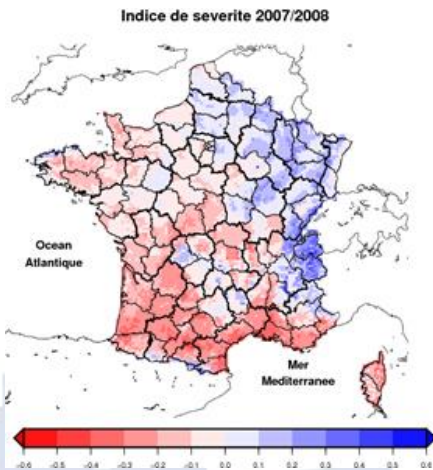 Indice de severite 2007/2008
Ocean
Atlantique
Mer
Mediterranee
-0.6 -0.5 -0.4 -0.3 -0.2 -0.1 0.0 0.1 0.2 0.3 0.4 0.5 0.6